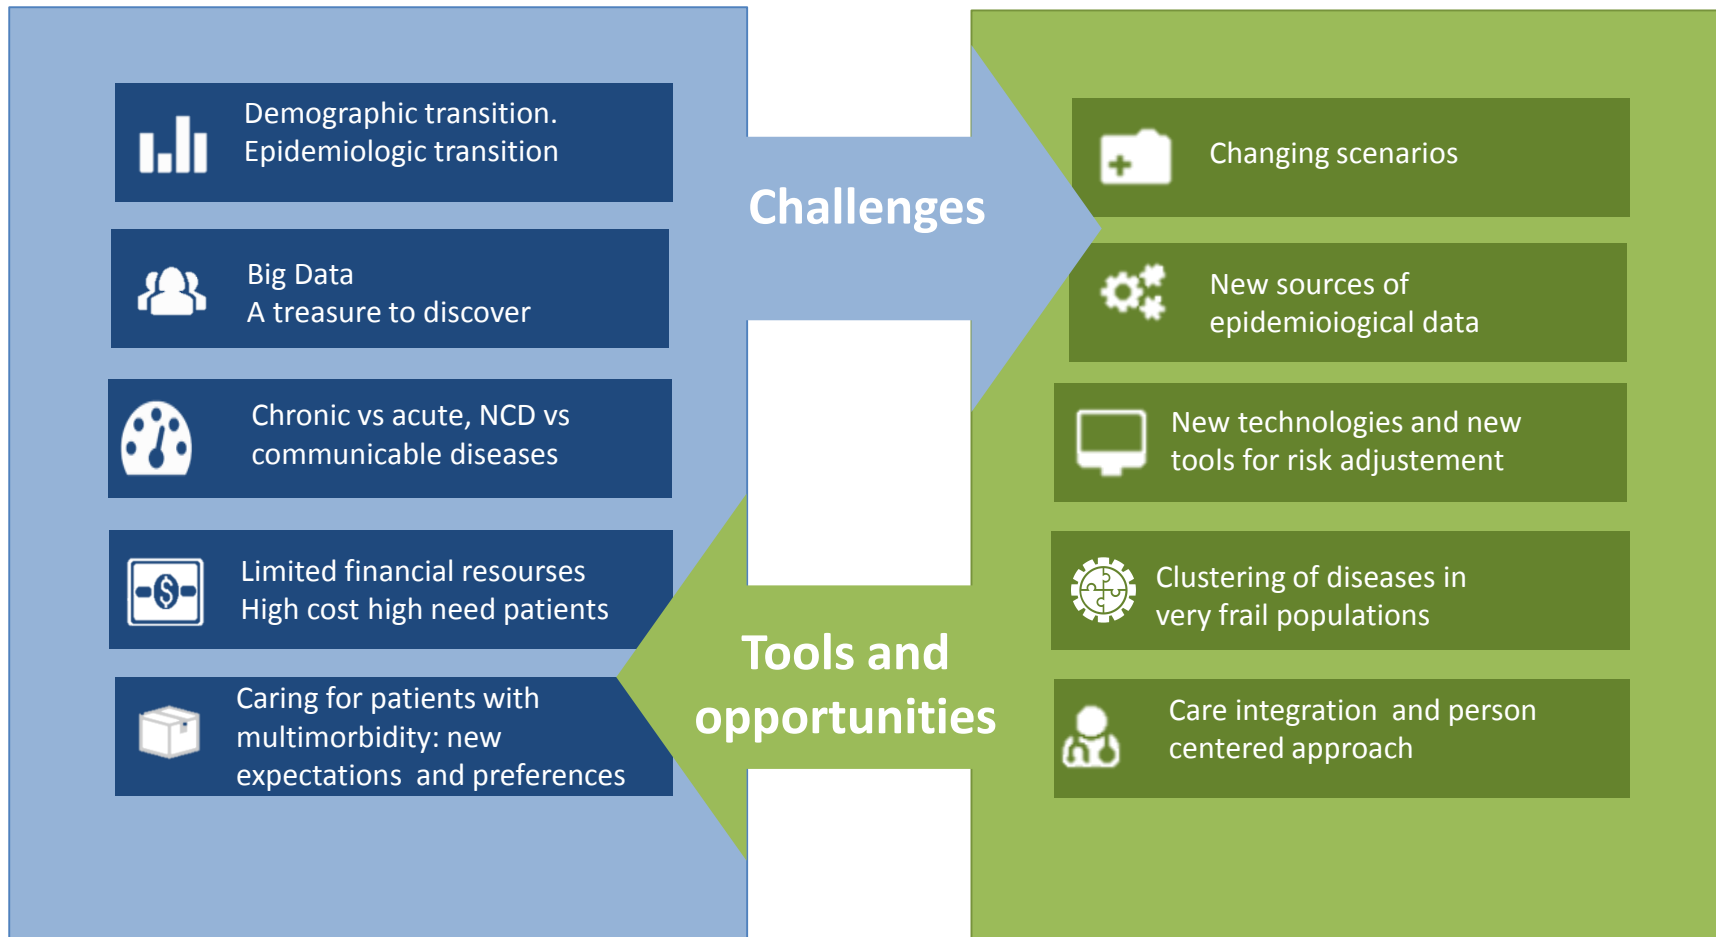 Demographic transition.
Epidemiologic transition
Big Data
A treasure to discover
Chronic vs acute, NCD vs
communicable diseases
Limited financial resourses
High cost high need patients
Caring for patients with
multimorbidity: new
expectations  and preferences
Challenges
Tools and
opportunities
Changing scenarios
New sources of
epidemioiogical data
New technologies and new
tools for risk adjustement
Clustering of diseases in
very frail populations
Care integration  and person
centered approach